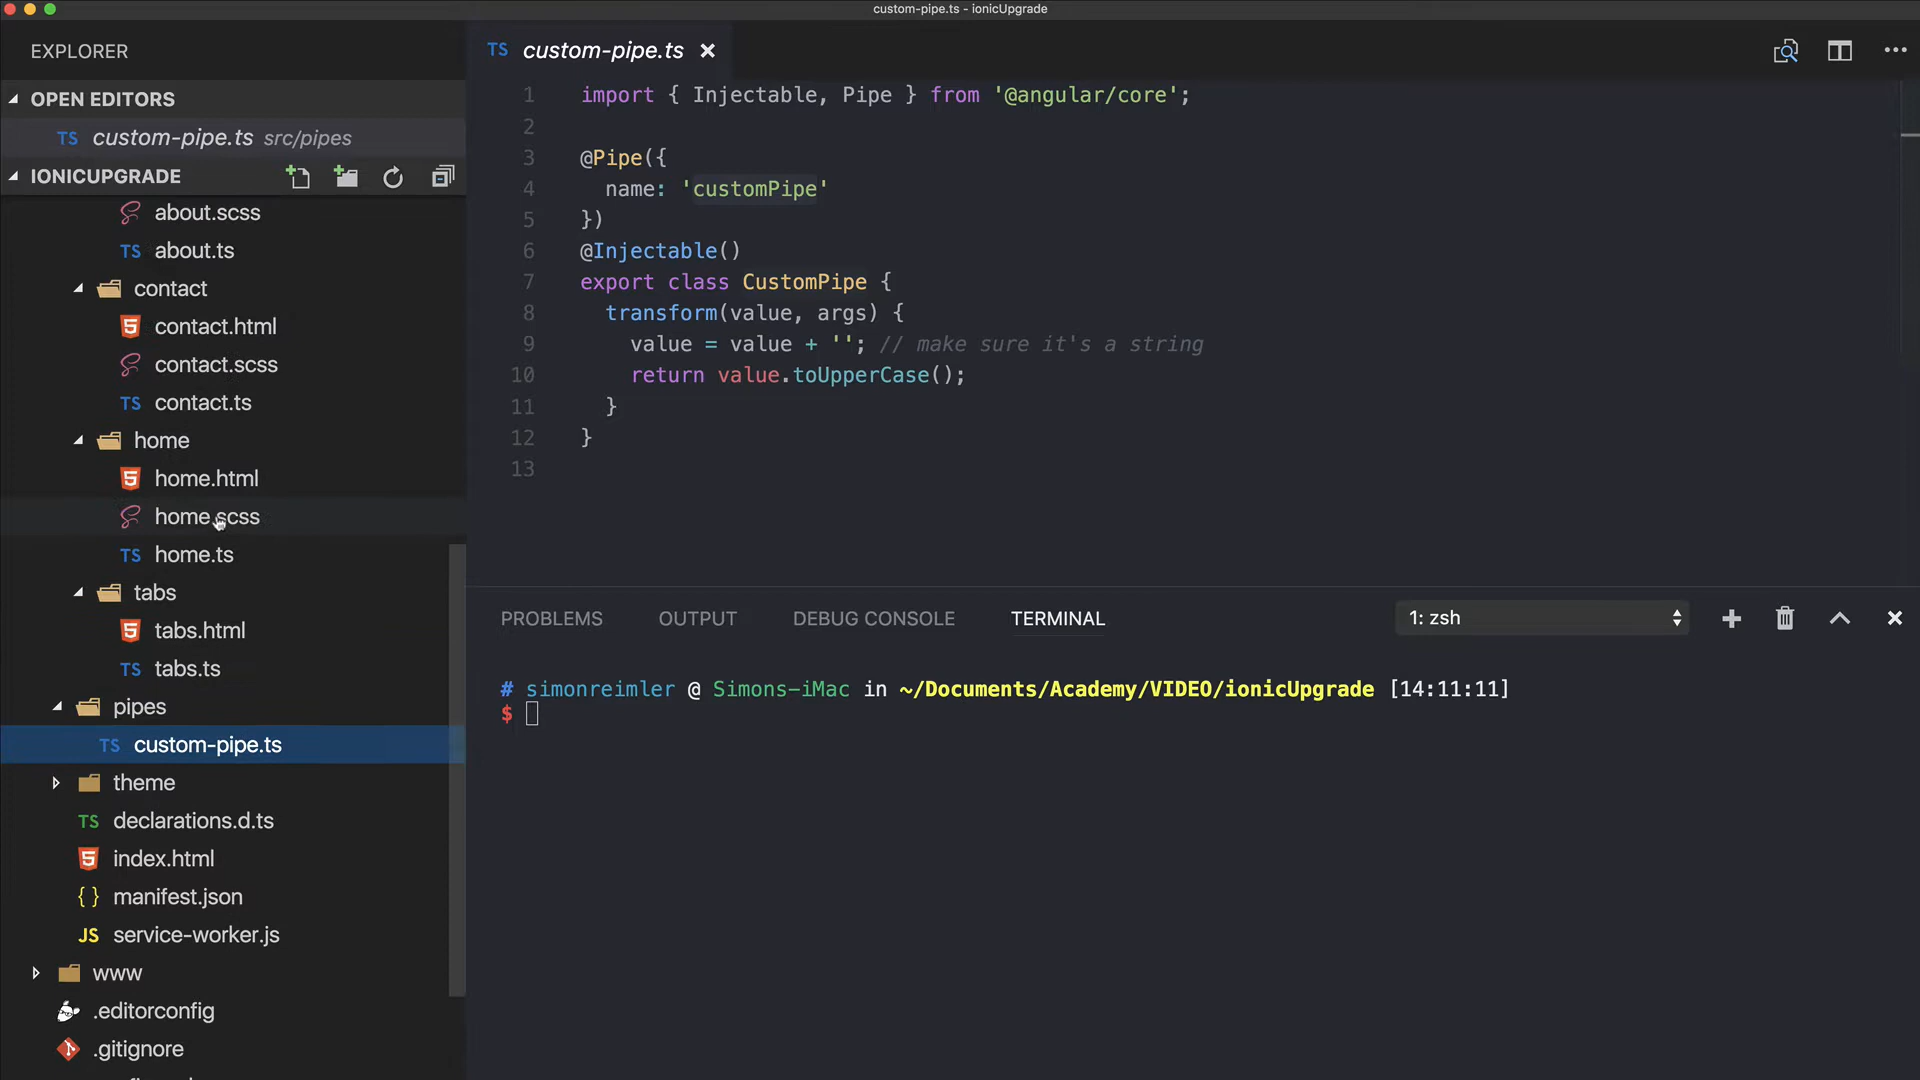 custom-pipe.ts - ionicUpgrade
EXPLORER
OPEN EDITORS
TS custom-pipe.ts src/pipes
IONICUPGRADE
about.scss
TS about.ts
contact
contact.html
contact.scss
TS contact.ts
home
home.html
home.scss
TS home.ts
tabs
tabs.html
TS tabs.ts
pipes
TS custom-pipe.ts
theme
TS declarations.d.ts
index.html
{ } manifest.json
JS service-worker.js
www
.editorconfig
.gitignore
TS custom-pipe.ts
1 import { Injectable, Pipe } from '@angular/core';
2
3 @Pipe({
4 name: 'customPipe'
5 })
6 @Injectable()
7 export class CustomPipe {
8 transform(value, args) {
9 value = value + ''; // make sure it's a string
10 return value.toUpperCase();
11 }
12 }
13
PROBLEMS OUTPUT DEBUG CONSOLE TERMINAL 1: zsh
# simonreimler @ Simons-iMac in ~/Documents/Academy/VIDEO/ionicUpgrade [14:11:11]
$